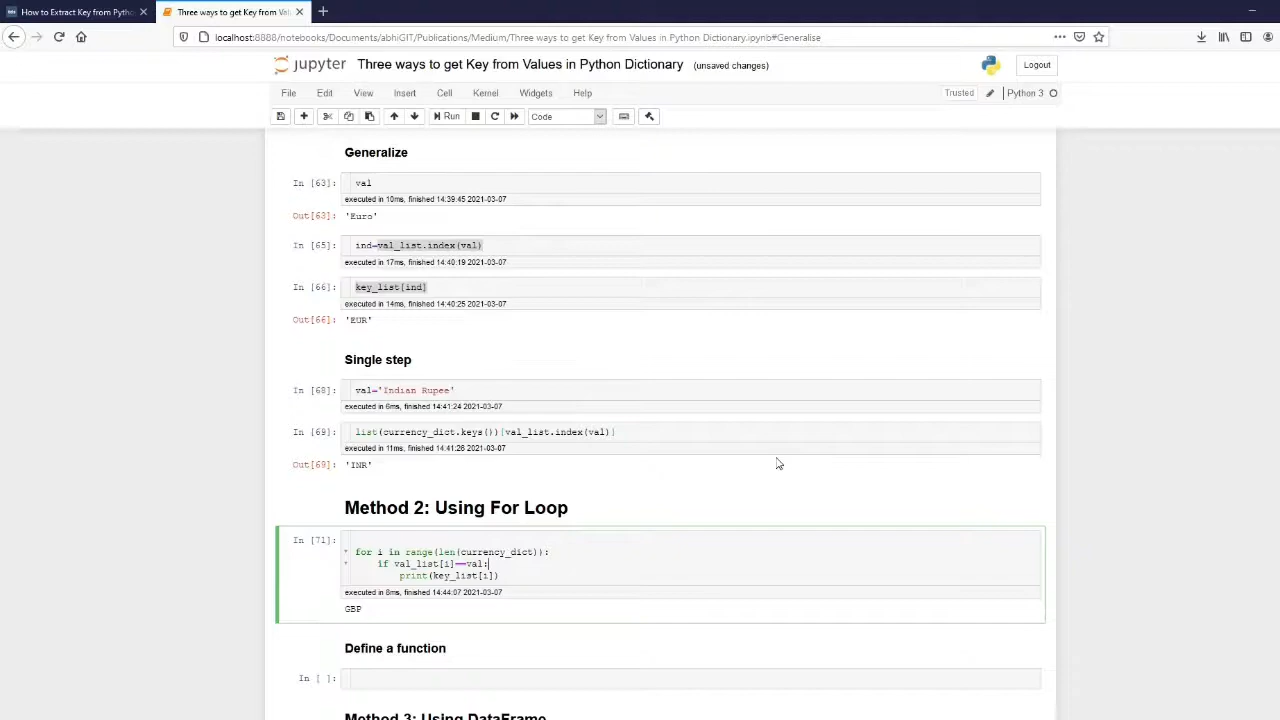 How to Extract Key from Pytho
Three ways to get Key from Val
localhost:8888/notebooks/Documents/abhiGIT/Publications/Medium/Three ways to get Key from Values in Python Dictionary.ipynb#Generalise
jupyter Three ways to get Key from Values in Python Dictionary (unsaved changes) Logout
File Edit View Insert Cell Kernel Widgets Help Trusted Python 3
Run Code
Generalize
In [63]: val
executed in 10ms, finished 14:39:45 2021-03-07
Out[63]: 'Euro'
In [65]: ind=val_list.index(val)
executed in 17ms, finished 14:40:19 2021-03-07
In [66]: key_list[ind]
executed in 14ms, finished 14:40:25 2021-03-07
Out[66]: 'EUR'
Single step
In [68]: val='Indian Rupee'
executed in 6ms, finished 14:41:24 2021-03-07
In [69]: list(currency_dict.keys())[val_list.index(val)]
executed in 11ms, finished 14:41:28 2021-03-07
Out[69]: 'INR'
Method 2: Using For Loop
In [71]:
for i in range(len(currency_dict)):
if val_list[i]==val:
print(key_list[i])
executed in 8ms, finished 14:44:07 2021-03-07
GBP
Define a function
In [ ]:
Method 3: Using DataFrame